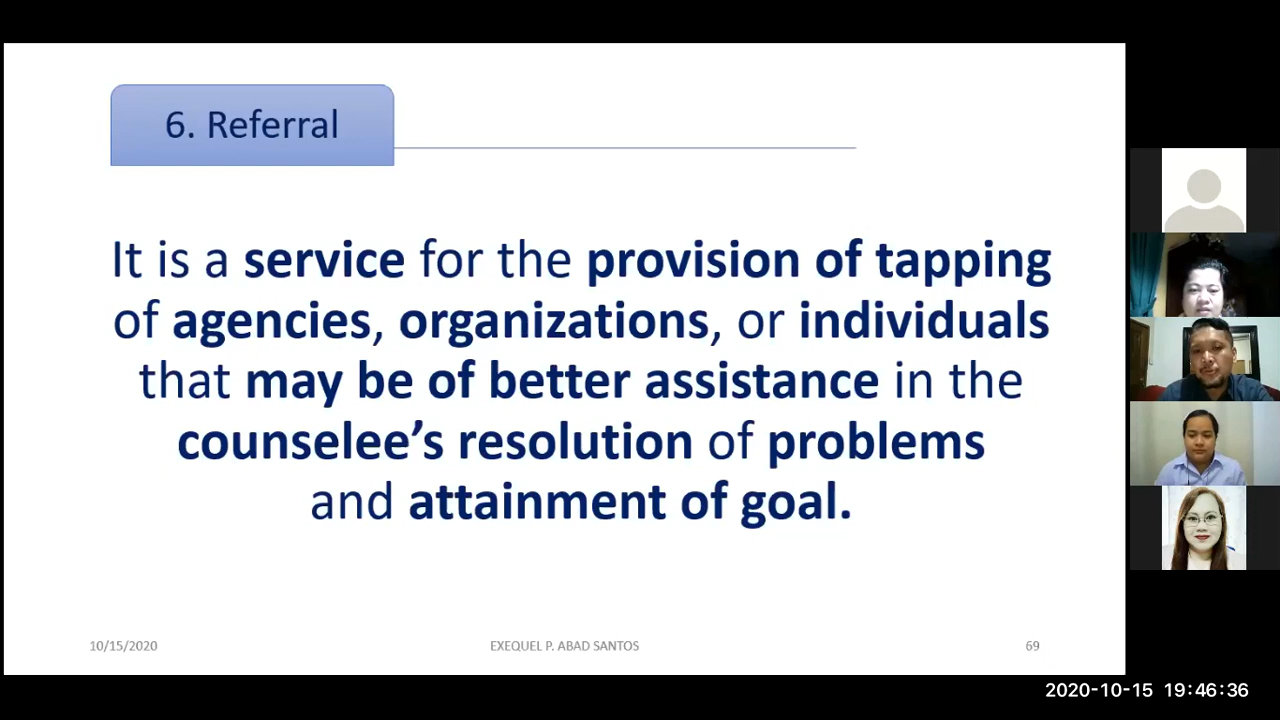 6. Referral
It is a service for the provision of tapping
of agencies, organizations, or individuals
that may be of better assistance in the
counselee’s resolution of problems
and attainment of goal.
10/15/2020
EXEQUEL P. ABAD SANTOS
69
2020-10-15 19:46:36